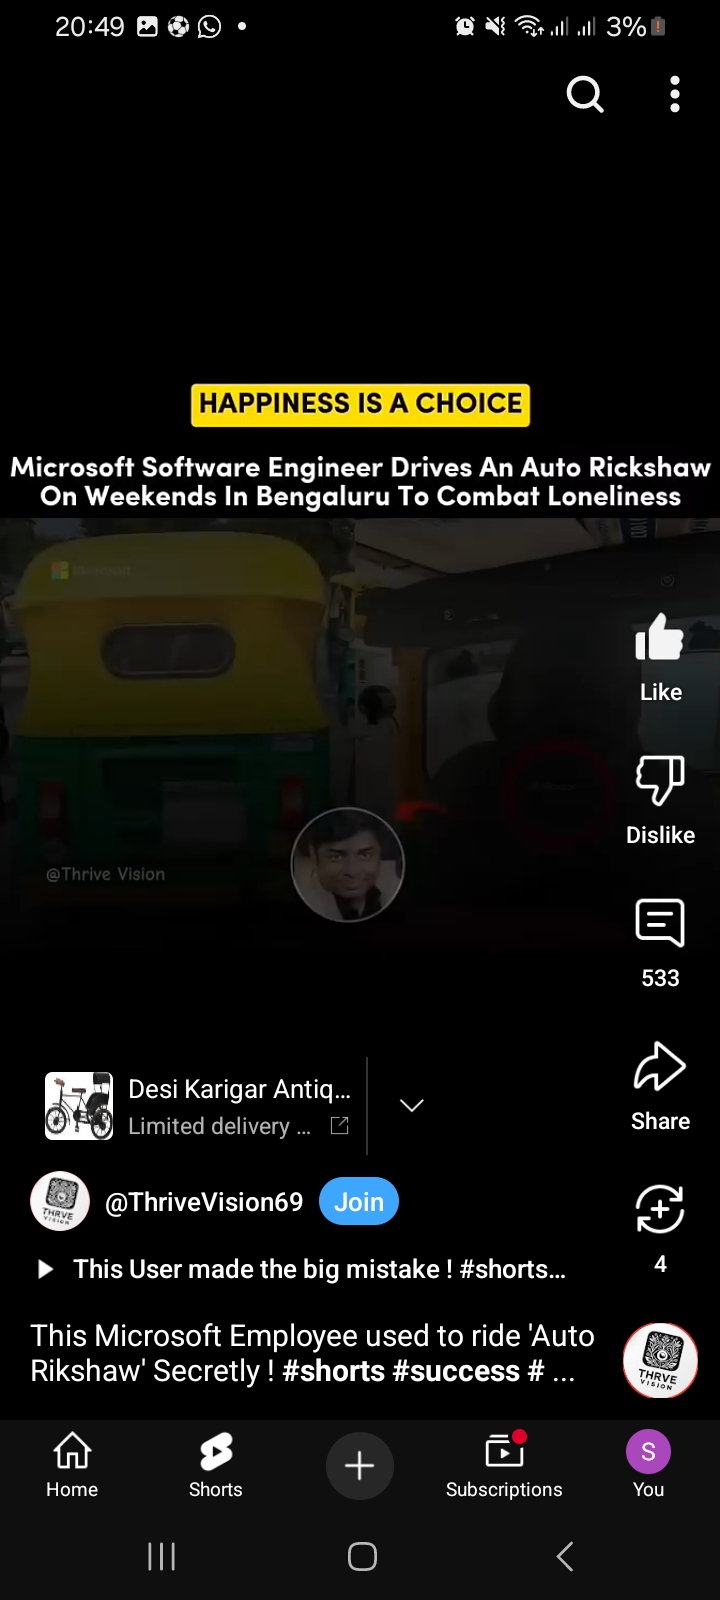 20:49
3%
HAPPINESS IS A CHOICE
Microsoft Software Engineer Drives An Auto Rickshaw
On Weekends In Bengaluru To Combat Loneliness
Microsoft
Like
@Thrive Vision
Dislike
533
Desi Karigar Antiq...
Limited delivery ...
Share
THRVE
VISION
@ThriveVision69
Join
This User made the big mistake ! #shorts...
4
This Microsoft Employee used to ride 'Auto
Rikshaw' Secretly ! #shorts #success # ...
THRVE
VISION
Home
Shorts
Subscriptions
S
You